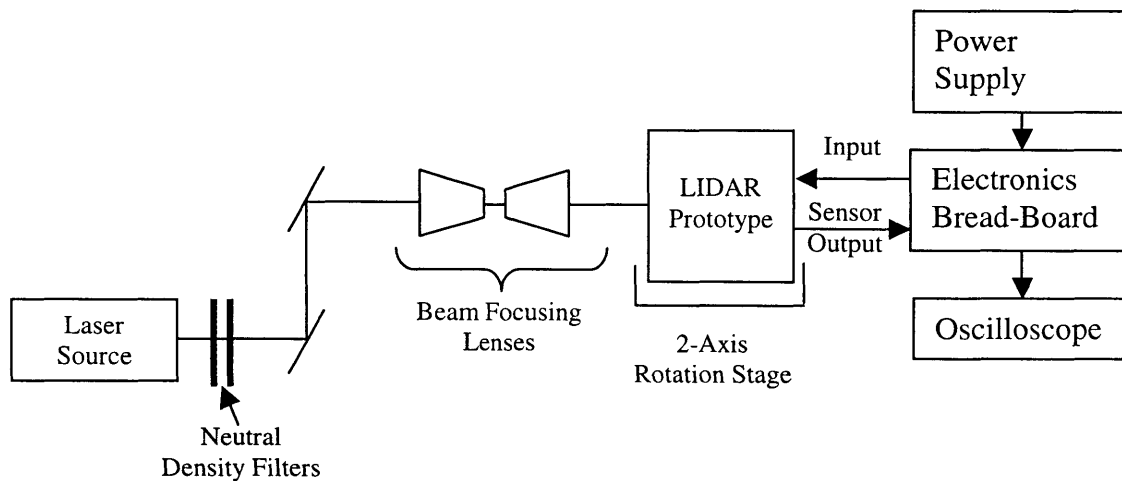 Power
Supply
Input
LIDAR
Prototype
Electronics
Bread-Board
Sensor
Output
Beam Focusing
Lenses
Laser
Source
2-Axis
Rotation Stage
Oscilloscope
Neutral
Density Filters